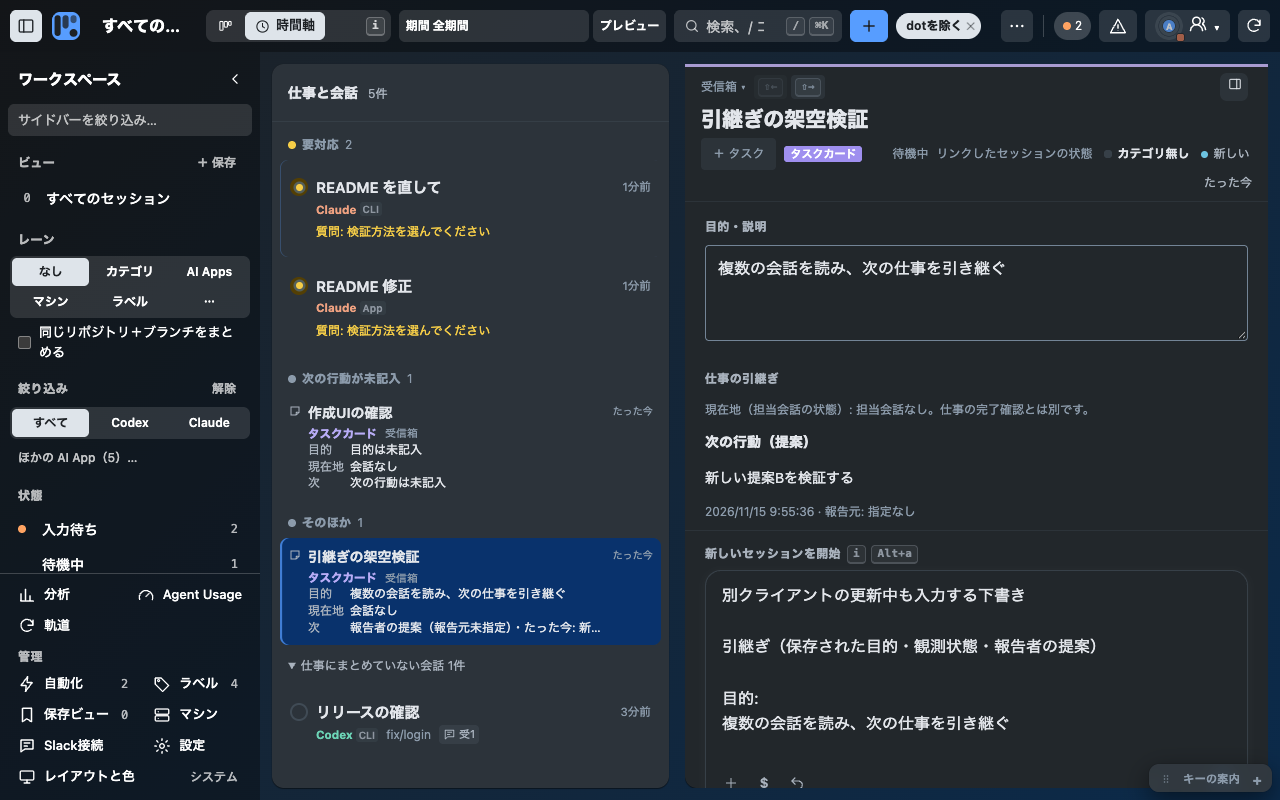 すべての...
時間軸
i
期間 全期間
プレビュー
検索、/ ニ
/
⌘K
+
dotを除く ×
...
2
A
ワークスペース
サイドバーを絞り込み...
ビュー
+ 保存
0 すべてのセッション
レーン
なし
カテゴリ
AI Apps
マシン
ラベル
...
同じリポジトリ+ブランチをまとめる
絞り込み
解除
すべて
Codex
Claude
ほかの AI App（5）...
状態
入力待ち 2
待機中 1
分析
Agent Usage
軌道
管理
自動化 2
ラベル 4
保存ビュー 0
マシン
Slack接続
設定
レイアウトと色
システム
仕事と会話 5件
要対応 2
README を直して
1分前
Claude CLI
質問: 検証方法を選んでください
README 修正
1分前
Claude App
質問: 検証方法を選んでください
次の行動が未記入 1
作成UIの確認
たった今
タスクカード 受信箱
目的 目的は未記入
現在地 会話なし
次 次の行動は未記入
そのほか 1
引継ぎの架空検証
たった今
タスクカード 受信箱
目的 複数の会話を読み、次の仕事を引き継ぐ
現在地 会話なし
次 報告者の提案（報告元未指定）・たった今: 新...
▼ 仕事にまとめていない会話 1件
リリースの確認
3分前
Codex CLI fix/login 受1
受信箱 ▾
引継ぎの架空検証
+ タスク
タスクカード
待機中 リンクしたセッションの状態
カテゴリ無し
新しい
たった今
目的・説明
複数の会話を読み、次の仕事を引き継ぐ
仕事の引継ぎ
現在地（担当会話の状態）: 担当会話なし。仕事の完了確認とは別です。
次の行動（提案）
新しい提案Bを検証する
2026/11/15 9:55:36 · 報告元: 指定なし
新しいセッションを開始 i Alt+a
別クライアントの更新中も入力する下書き
引継ぎ（保存された目的・観測状態・報告者の提案）
目的:
複数の会話を読み、次の仕事を引き継ぐ
+ $
キーの案内 +